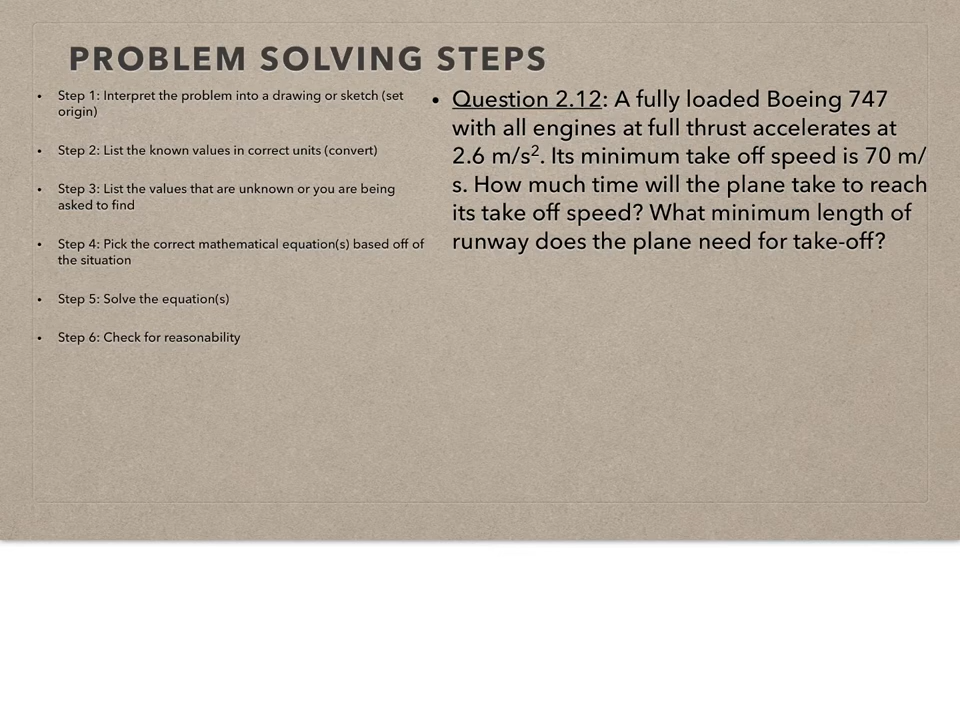 PROBLEM SOLVING STEPS
• Step 1: Interpret the problem into a drawing or sketch (set
origin)
• Step 2: List the known values in correct units (convert)
• Step 3: List the values that are unknown or you are being
asked to find
• Step 4: Pick the correct mathematical equation(s) based off of
the situation
• Step 5: Solve the equation(s)
• Step 6: Check for reasonability
• Question 2.12: A fully loaded Boeing 747
with all engines at full thrust accelerates at
2.6 m/s². Its minimum take off speed is 70 m/
s. How much time will the plane take to reach
its take off speed? What minimum length of
runway does the plane need for take-off?